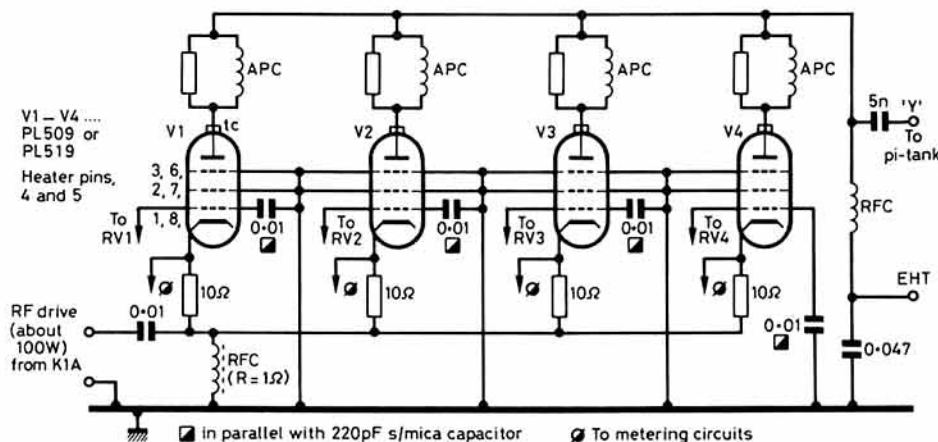 APC
APC
APC
APC
V1 – V4 ....
PL509 or
PL519
Heater pins,
4 and 5
V1
tc
V2
V3
V4
5n
'Y'
To
pi-tank
3, 6,
2, 7,
1, 8,
To
RV1
0·01
To
RV2
0·01
To
RV3
0·01
To
RV4
RFC
10Ω
10Ω
10Ω
10Ω
EHT
RF drive
(about
100W)
from K1A
0·01
RFC
(R = 1Ω)
0·01
0·047
in parallel with 220pF s/mica capacitor
To metering circuits